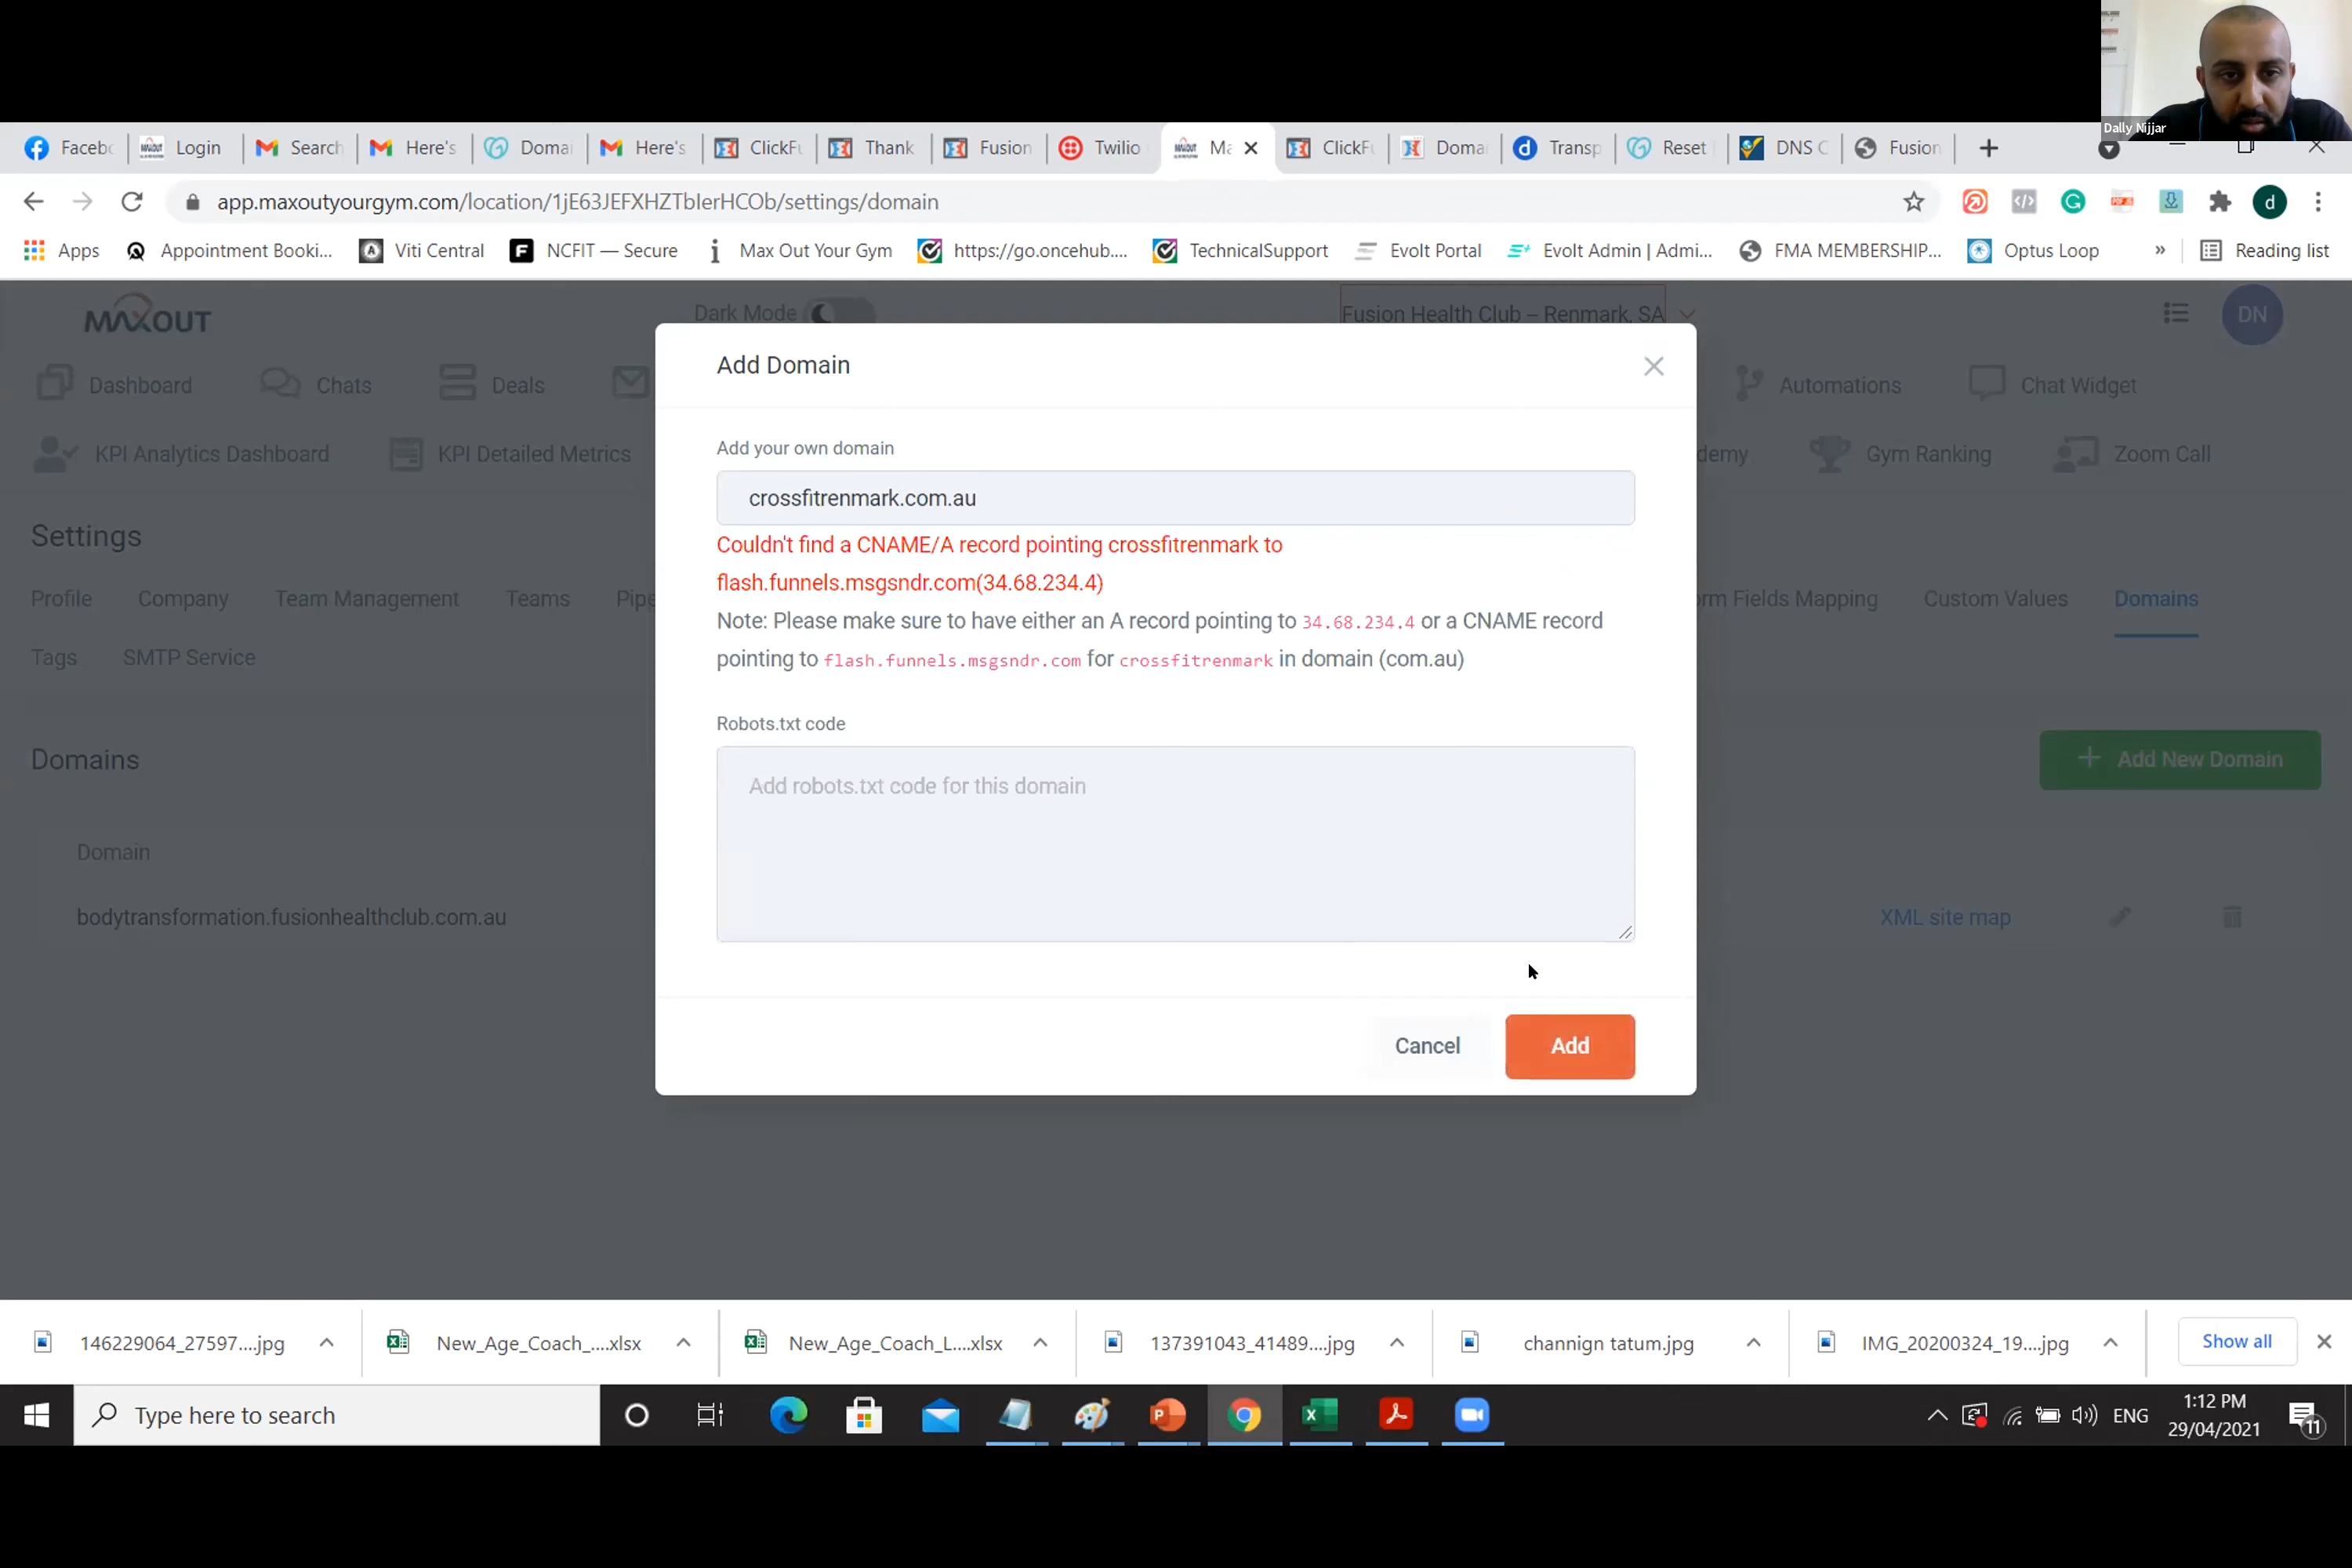 Dally Nijjar
Facebo
Login
Search
Here's
Domai
Here's
ClickFu
Thank
Fusion
Twilio
Ma
ClickFu
Domai
Transp
Reset
DNS C
Fusion
app.maxoutyourgym.com/location/1jE63JEFXHZTbIerHCOb/settings/domain
d
Apps
Appointment Booki...
Viti Central
NCFIT — Secure
Max Out Your Gym
https://go.oncehub....
TechnicalSupport
Evolt Portal
Evolt Admin | Admi...
FMA MEMBERSHIP...
Optus Loop
»
Reading list
MAXOUT
Dark Mode
Fusion Health Club – Renmark, SA
DN
Dashboard
Chats
Deals
Automations
Chat Widget
KPI Analytics Dashboard
KPI Detailed Metrics
demy
Gym Ranking
Zoom Call
Settings
Profile
Company
Team Management
Teams
Pipe
rm Fields Mapping
Custom Values
Domains
Tags
SMTP Service
Domains
Add New Domain
Domain
bodytransformation.fusionhealthclub.com.au
XML site map
Add Domain
Add your own domain
crossfitrenmark.com.au
Couldn't find a CNAME/A record pointing crossfitrenmark to
flash.funnels.msgsndr.com(34.68.234.4)
Note: Please make sure to have either an A record pointing to 34.68.234.4 or a CNAME record
pointing to flash.funnels.msgsndr.com for crossfitrenmark in domain (com.au)
Robots.txt code
Add robots.txt code for this domain
Cancel
Add
146229064_27597....jpg
New_Age_Coach_....xlsx
New_Age_Coach_L....xlsx
137391043_41489....jpg
channign tatum.jpg
IMG_20200324_19....jpg
Show all
Type here to search
ENG
1:12 PM
29/04/2021
11